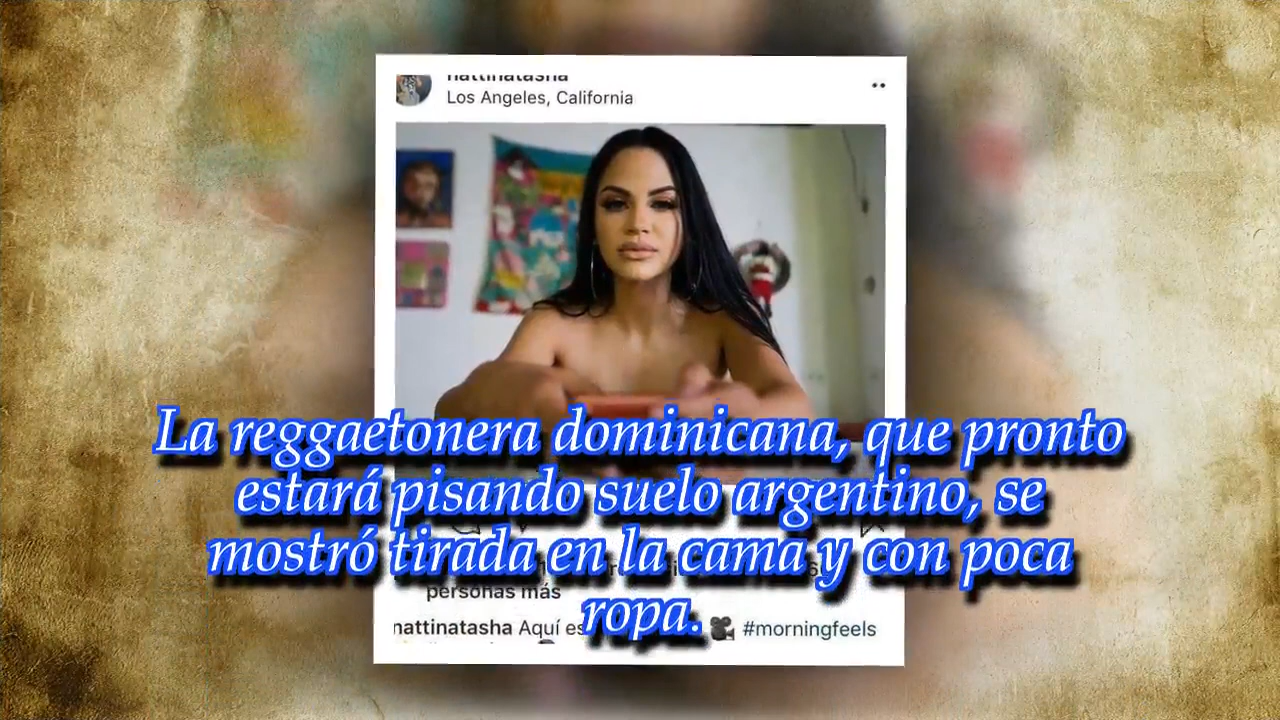 nattinatasha
Los Angeles, California
La reggaetonera dominicana, que pronto
estará pisando suelo argentino, se
mostró tirada en la cama y con poca
ropa.
personas más
nattinatasha Aquí es #morningfeels